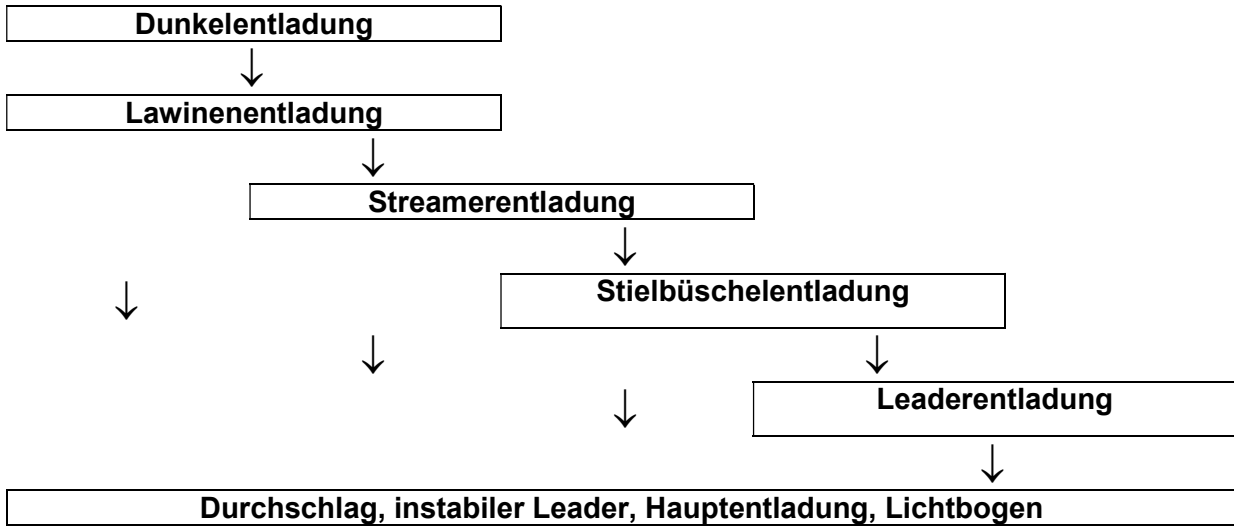 Dunkelentladung
↓
Lawinenentladung
↓
Streamerentladung
↓
Stielbüschelentladung
↓
↓ ↓
Leaderentladung
↓
↓
Durchschlag, instabiler Leader, Hauptentladung, Lichtbogen